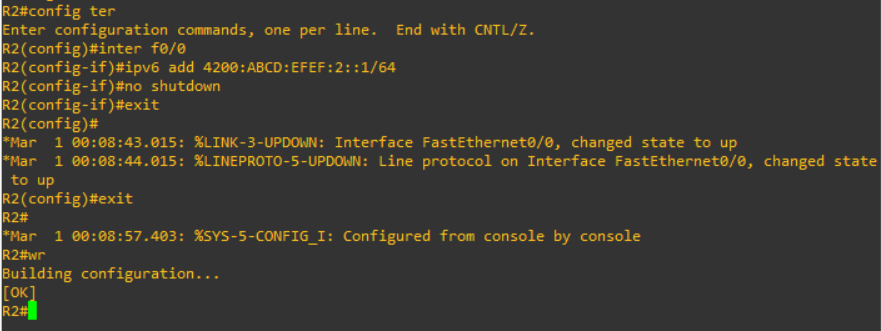 R2#config ter
Enter configuration commands, one per line.  End with CNTL/Z.
R2(config)#inter f0/0
R2(config-if)#ipv6 add 4200:ABCD:EFEF:2::1/64
R2(config-if)#no shutdown
R2(config-if)#exit
R2(config)#
*Mar  1 00:08:43.015: %LINK-3-UPDOWN: Interface FastEthernet0/0, changed state to up
*Mar  1 00:08:44.015: %LINEPROTO-5-UPDOWN: Line protocol on Interface FastEthernet0/0, changed state
 to up
R2(config)#exit
R2#
*Mar  1 00:08:57.403: %SYS-5-CONFIG_I: Configured from console by console
R2#wr
Building configuration...
[OK]
R2#